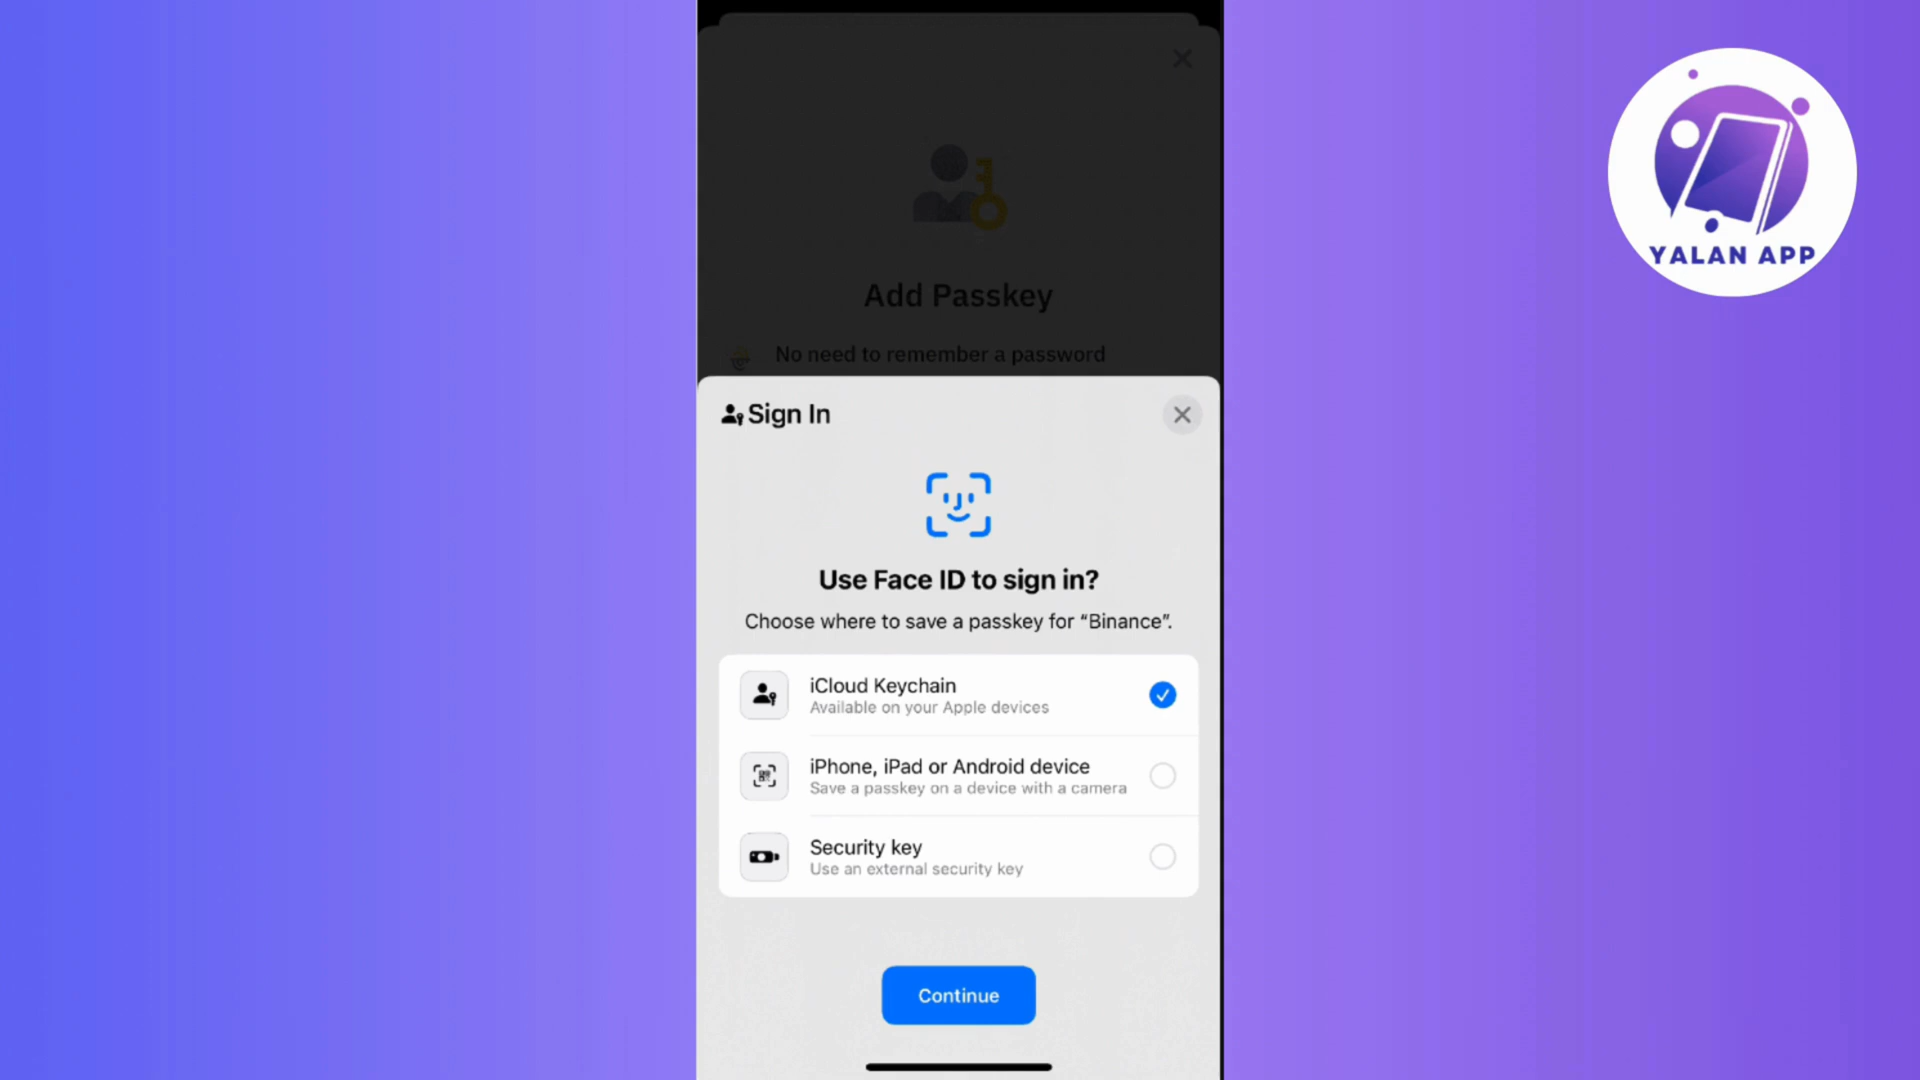 YALAN APP
Add Passkey
No need to remember a password
Sign In
Use Face ID to sign in?
Choose where to save a passkey for “Binance”.
iCloud Keychain
Available on your Apple devices
iPhone, iPad or Android device
Save a passkey on a device with a camera
Security key
Use an external security key
Continue